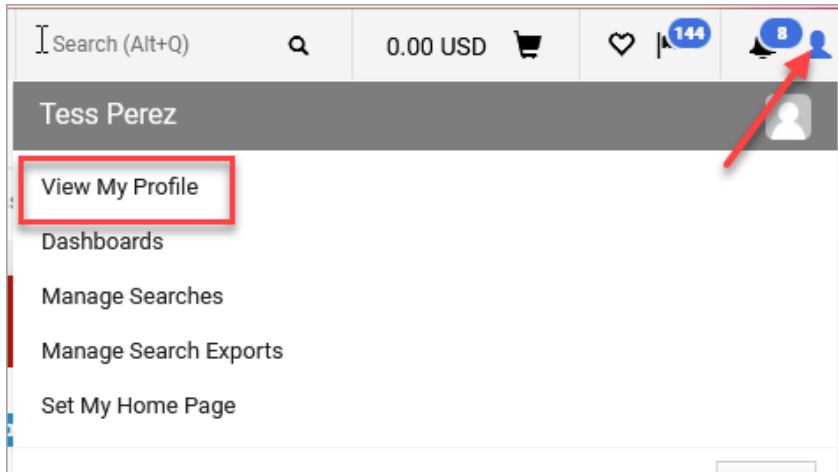 Search (Alt+Q) 0.00 USD 144 8
Tess Perez
View My Profile
Dashboards
Manage Searches
Manage Search Exports
Set My Home Page